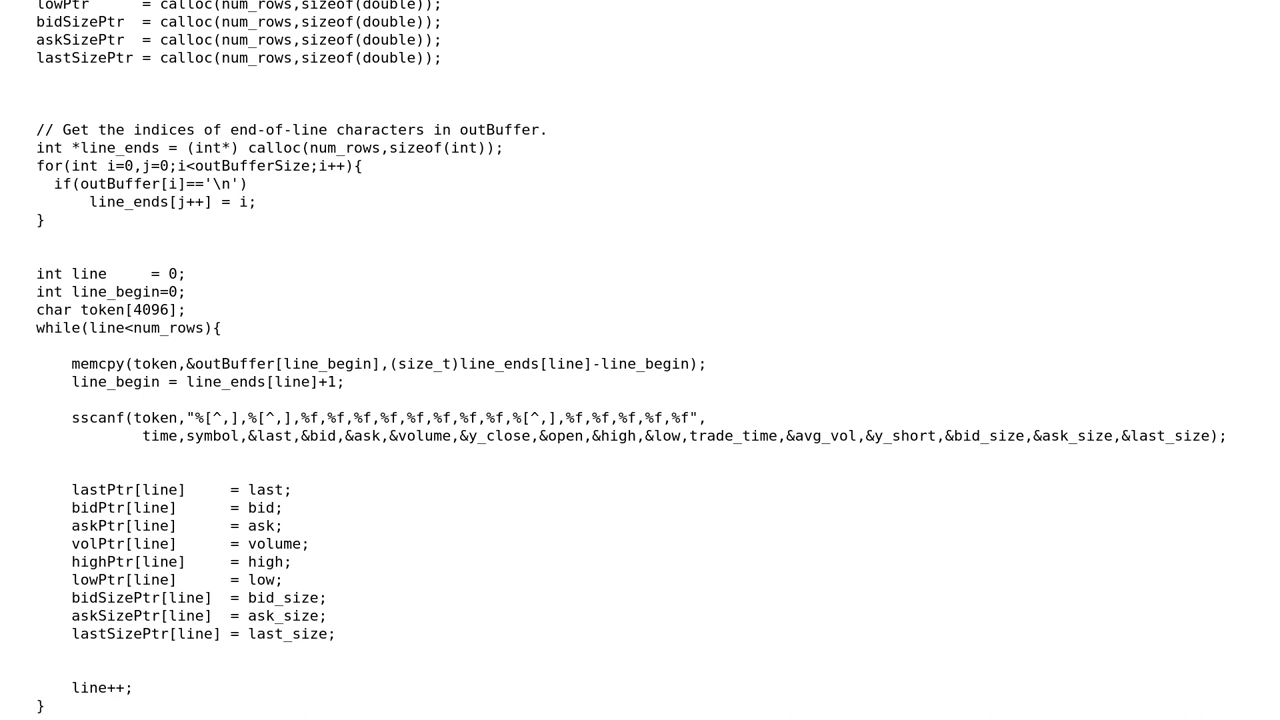 lowPtr      = calloc(num_rows,sizeof(double));
bidSizePtr  = calloc(num_rows,sizeof(double));
askSizePtr  = calloc(num_rows,sizeof(double));
lastSizePtr = calloc(num_rows,sizeof(double));
// Get the indices of end-of-line characters in outBuffer.
int *line_ends = (int*) calloc(num_rows,sizeof(int));
for(int i=0,j=0;i<outBufferSize;i++){
  if(outBuffer[i]=='\n')
      line_ends[j++] = i;
}
int line     = 0;
int line_begin=0;
char token[4096];
while(line<num_rows){
    memcpy(token,&outBuffer[line_begin],(size_t)line_ends[line]-line_begin);
    line_begin = line_ends[line]+1;
    sscanf(token,"%[^,],%[^,],%f,%f,%f,%f,%f,%f,%f,%f,%[^,],%f,%f,%f,%f,%f",
            time,symbol,&last,&bid,&ask,&volume,&y_close,&open,&high,&low,trade_time,&avg_vol,&y_short,&bid_size,&ask_size,&last_size);
    lastPtr[line]     = last;
    bidPtr[line]      = bid;
    askPtr[line]      = ask;
    volPtr[line]      = volume;
    highPtr[line]     = high;
    lowPtr[line]      = low;
    bidSizePtr[line]  = bid_size;
    askSizePtr[line]  = ask_size;
    lastSizePtr[line] = last_size;
    line++;
}